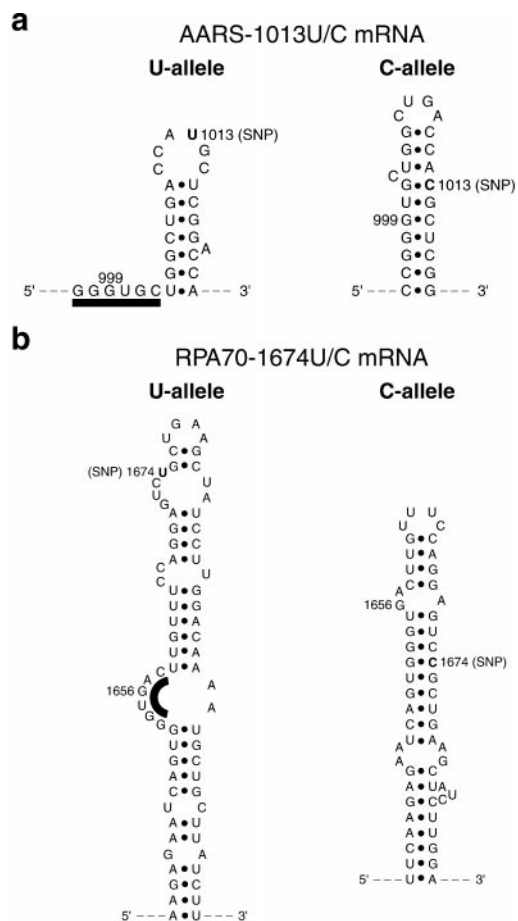 a
AARS-1013U/C mRNA
U-allele
C-allele
A U 1013 (SNP)
C G
C C
A U
G C
U G
C G
A
G C
G C
999
5' G G G U G C U A 3'
U G
C A
G C
G C
U A
C
G C 1013 (SNP)
U G
999 G C
G U
G C
C G
5' C G 3'
b
RPA70-1674U/C mRNA
U-allele
C-allele
G A
U A
C G
(SNP) 1674 U G C
C U
U A
G A
A U
G C
G C
A U
C
C U
U G
U G
U A
G C
U A
U A
C
A A
1656 G
U A
G
G
G U
U G
G C
A U
C G
U C
A U
A U
G A
A U
G C
A U
5' A U 3'
U U
U C
G C
U A
U G
C G
A A
1656 G
U G
G U
G C
G C 1674 (SNP)
U G
G C
A U
C G
U A
A A
A G
G C
A U A
G C C U
A U
A U
C G
U G
5' U A 3'